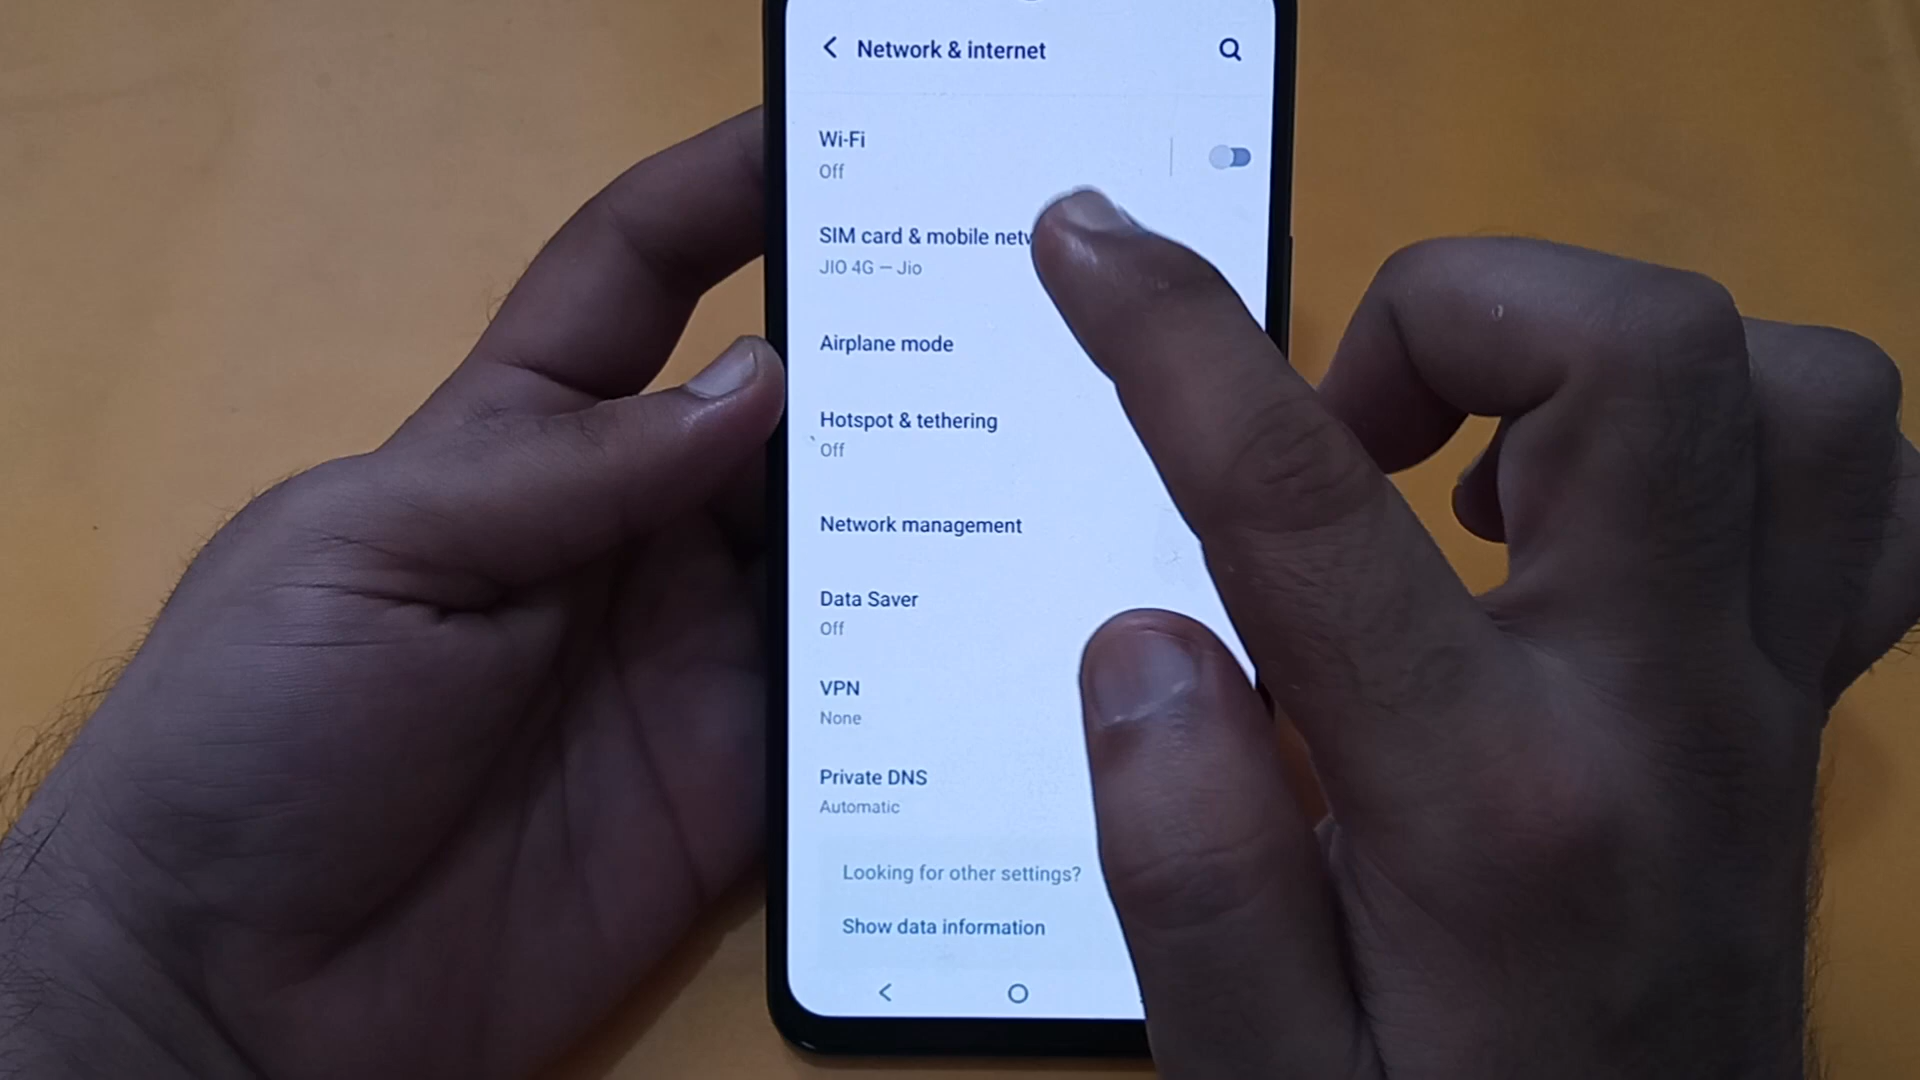 Network & internet
Wi-Fi
Off
SIM card & mobile
JIO 4G — Jio
Airplane mode
Hotspot & tethering
Off
Network management
Data Saver
Off
VPN
None
Private DNS
Automatic
Looking for other settings?
Show data information